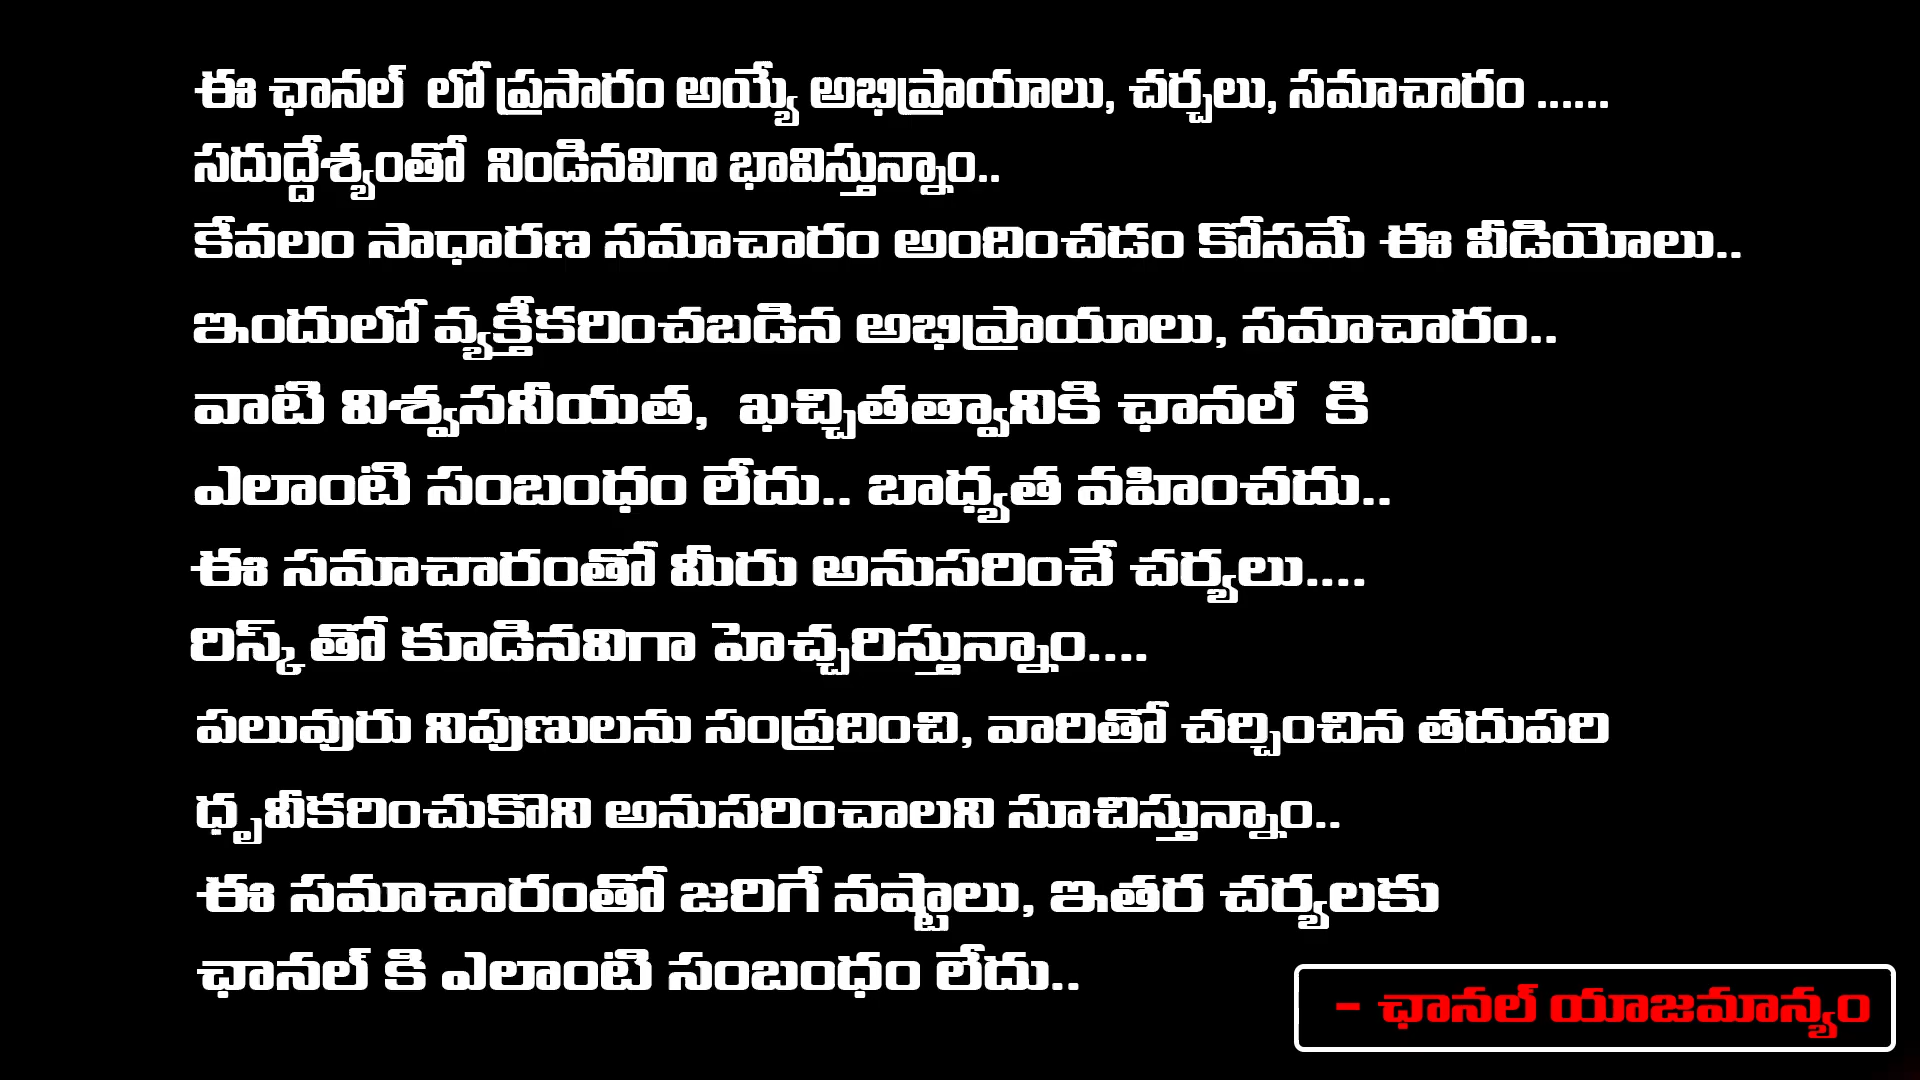 ఈ ఛానల్ లో ప్రసారం అయ్యే అభిప్రాయాలు, చర్చలు, సమాచారం ......
సదుద్దేశ్యంతో నిండినవిగా భావిస్తున్నాం..
కేవలం సాధారణ సమాచారం అందించడం కోసమే ఈ వీడియోలు..
ఇందులో వ్యక్తీకరించబడిన అభిప్రాయాలు, సమాచారం..
వాటి విశ్వసనీయత, ఖచ్చితత్వానికి ఛానల్ కి
ఎలాంటి సంబంధం లేదు.. బాధ్యత వహించదు..
ఈ సమాచారంతో మీరు అనుసరించే చర్యలు....
రిస్క్ తో కూడినవిగా హెచ్చరిస్తున్నాం....
పలువురు నిపుణులను సంప్రదించి, వారితో చర్చించిన తదుపరి
ధృవీకరించుకొని అనుసరించాలని సూచిస్తున్నాం..
ఈ సమాచారంతో జరిగే నష్టాలు, ఇతర చర్యలకు
ఛానల్ కి ఎలాంటి సంబంధం లేదు..
- ఛానల్ యాజమాన్యం